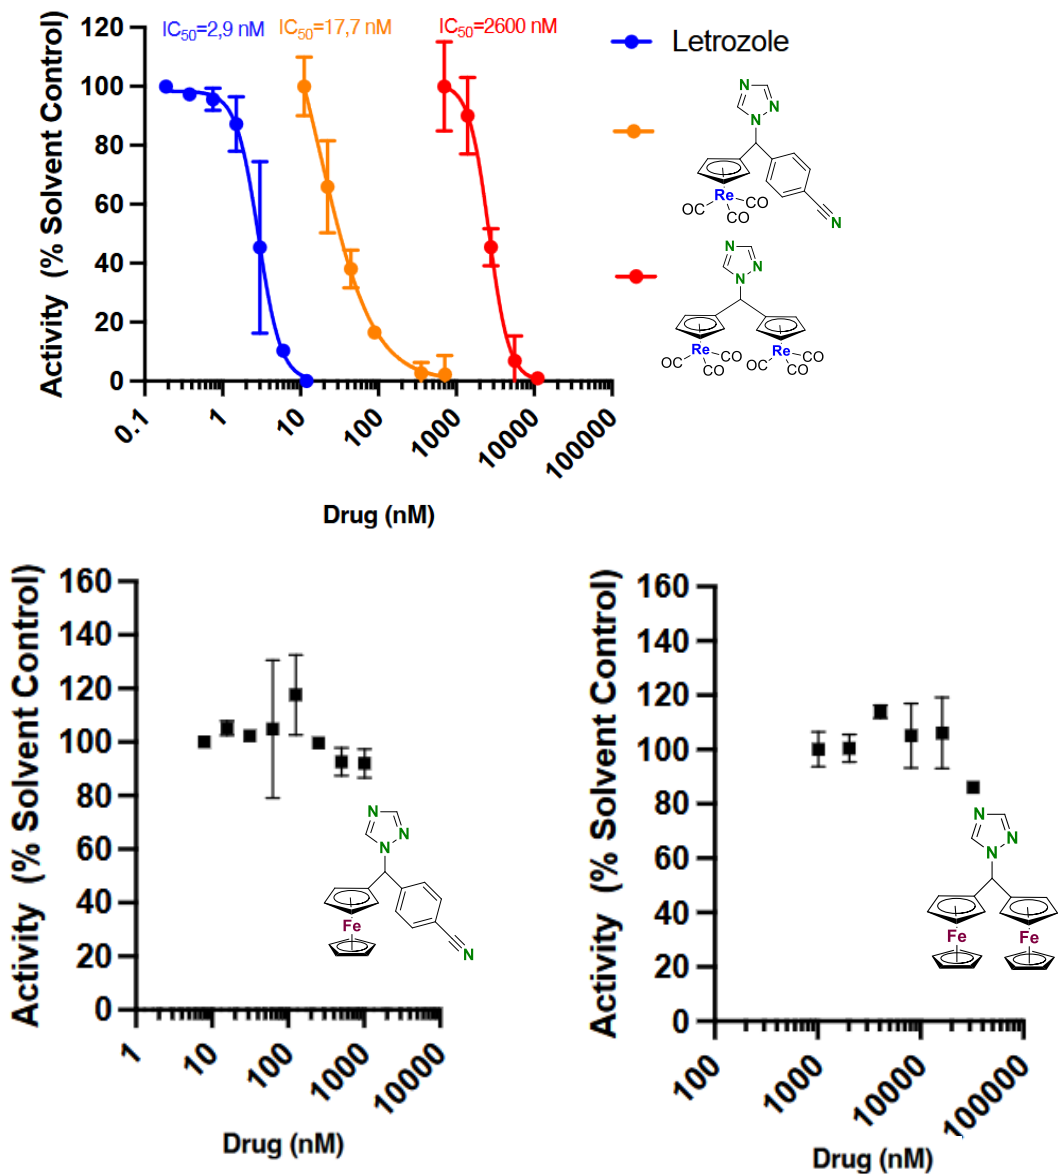 IC50=2,9 nM IC50=17,7 nM IC50=2600 nM
Activity (% Solvent Control)
120
100
80
60
40
20
0
0.1 1 10 100 1000 10000 100000
Drug (nM)
Letrozole
N
N
N
Re
OC CO
CO
N
N
N
N
Re Re
OC CO OC CO
CO CO
Activity (% Solvent Control)
160
140
120
100
80
60
40
20
0
1 10 100 1000 10000
Drug (nM)
N
N
N
Fe
N
Activity (% Solvent Control)
160
140
120
100
80
60
40
20
0
100 1000 10000 100000
Drug (nM)
N
N
N
Fe Fe